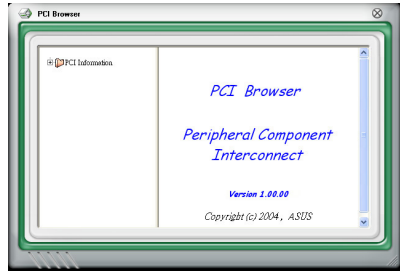 PCI Browser
PCI Information
PCI Browser
Peripheral Component
Interconnect
Version 1.00.00
Copyright (c) 2004, ASUS